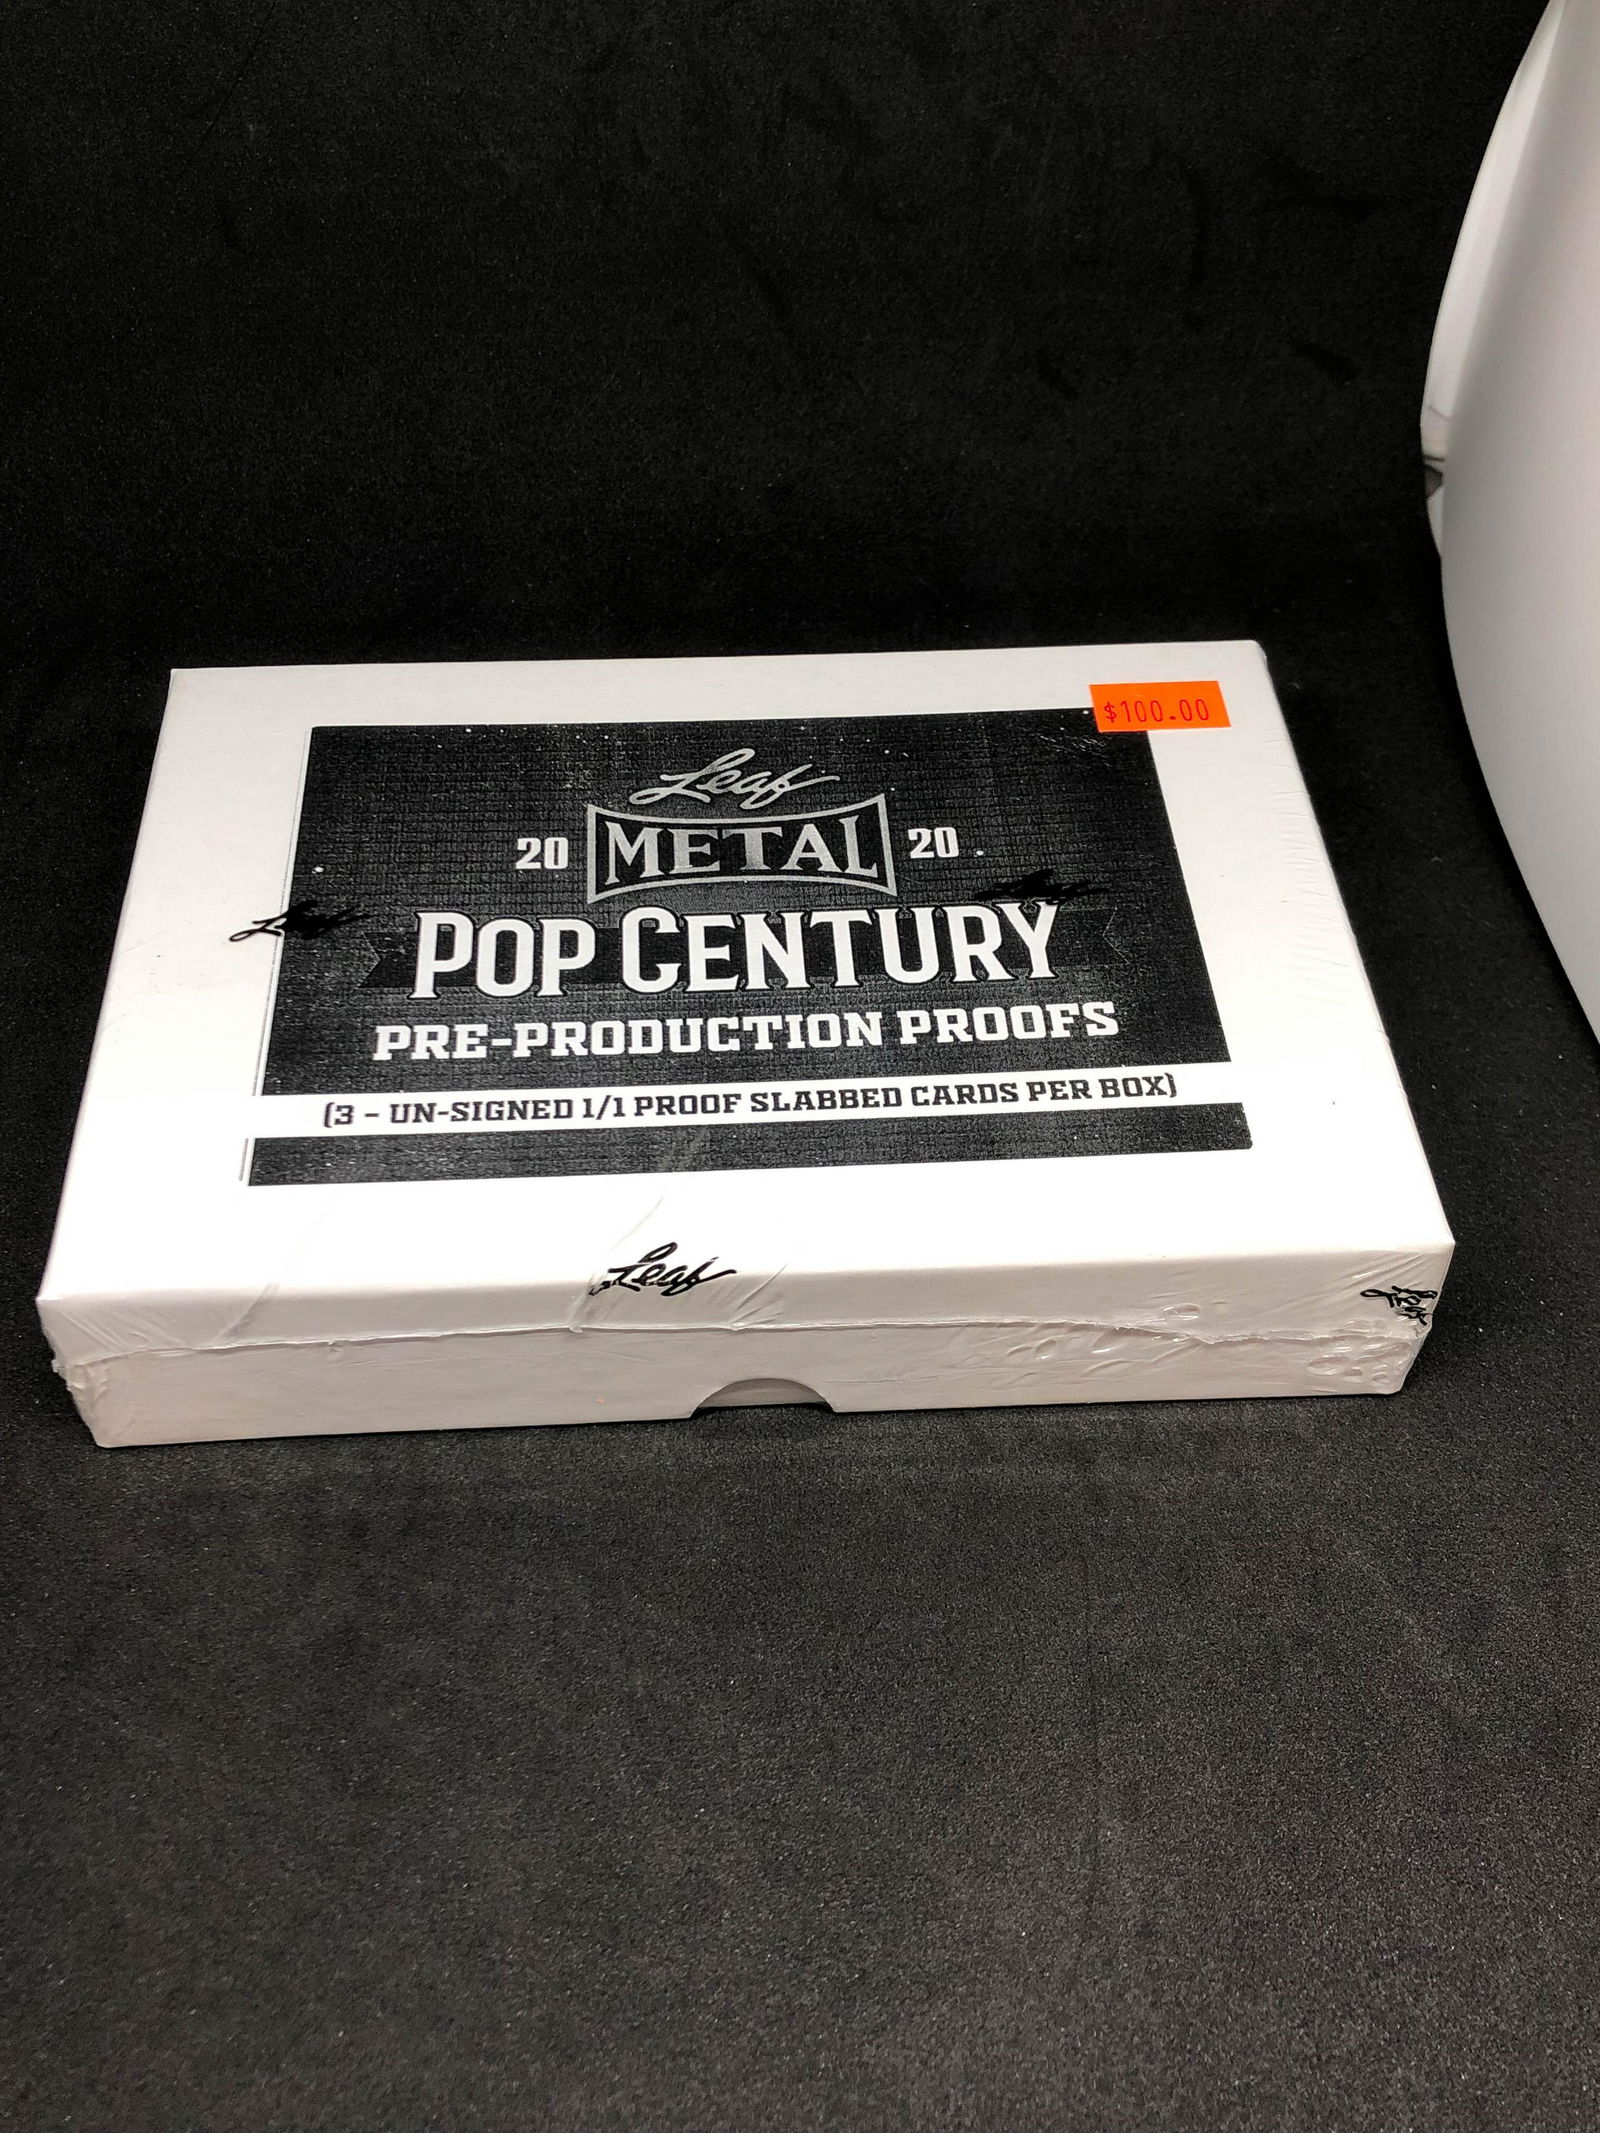 $100.00
Leaf
20 METAL 20
Leaf
Leaf
POP CENTURY
PRE-PRODUCTION PROOFS
(3 - UN-SIGNED 1/1 PROOF SLABBED CARDS PER BOX)
Leaf